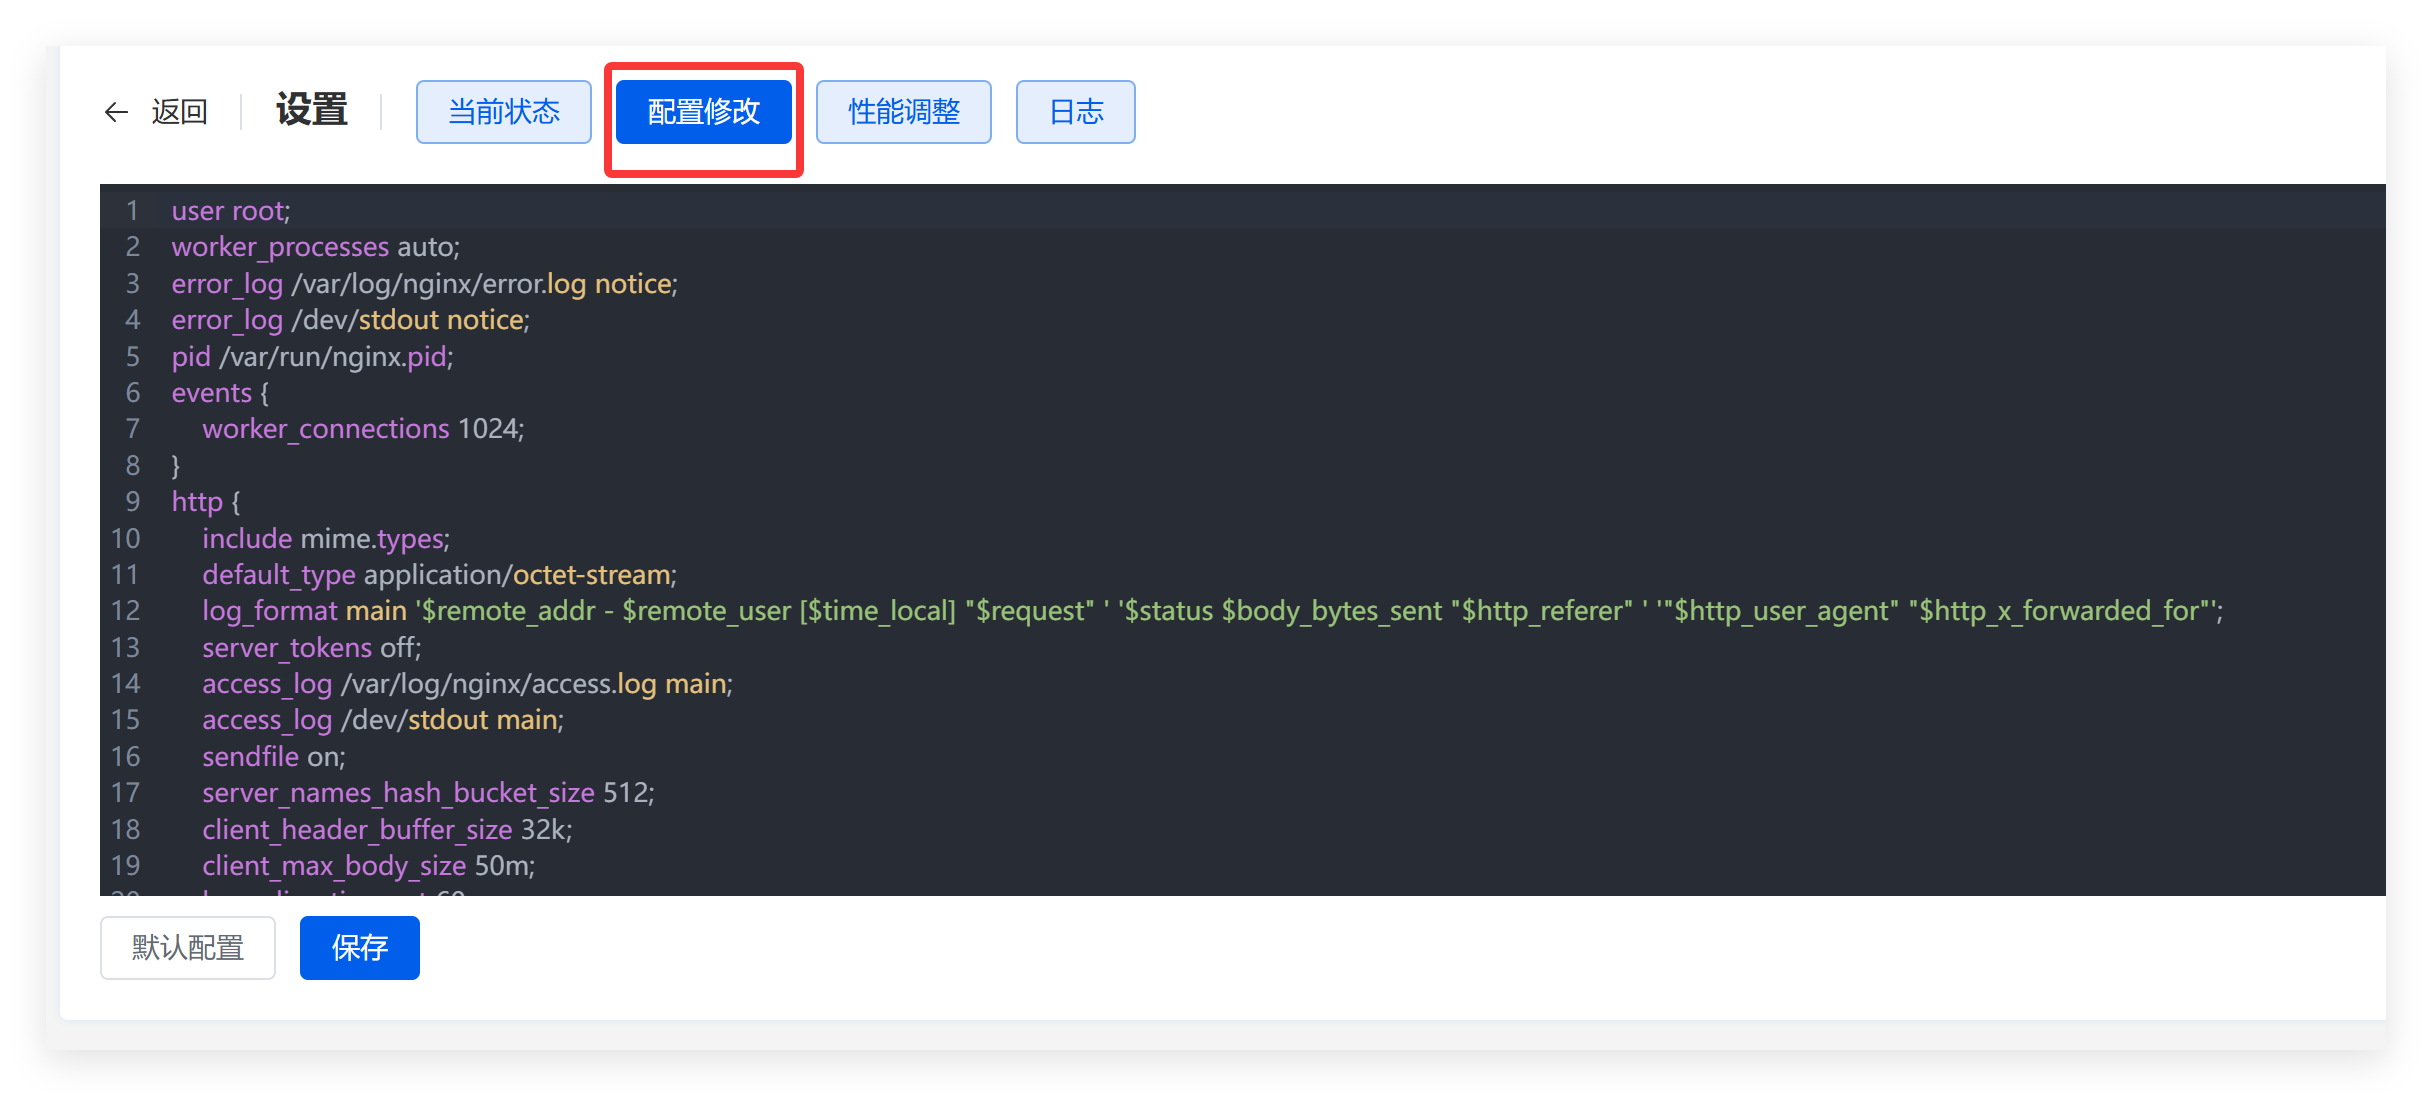 ← 返回 设置 当前状态 配置修改 性能调整 日志
1 user root;
2 worker_processes auto;
3 error_log /var/log/nginx/error.log notice;
4 error_log /dev/stdout notice;
5 pid /var/run/nginx.pid;
6 events {
7 worker_connections 1024;
8 }
9 http {
10 include mime.types;
11 default_type application/octet-stream;
12 log_format main '$remote_addr - $remote_user [$time_local] "$request" ' '$status $body_bytes_sent "$http_referer" ' '"$http_user_agent" "$http_x_forwarded_for"';
13 server_tokens off;
14 access_log /var/log/nginx/access.log main;
15 access_log /dev/stdout main;
16 sendfile on;
17 server_names_hash_bucket_size 512;
18 client_header_buffer_size 32k;
19 client_max_body_size 50m;
默认配置 保存